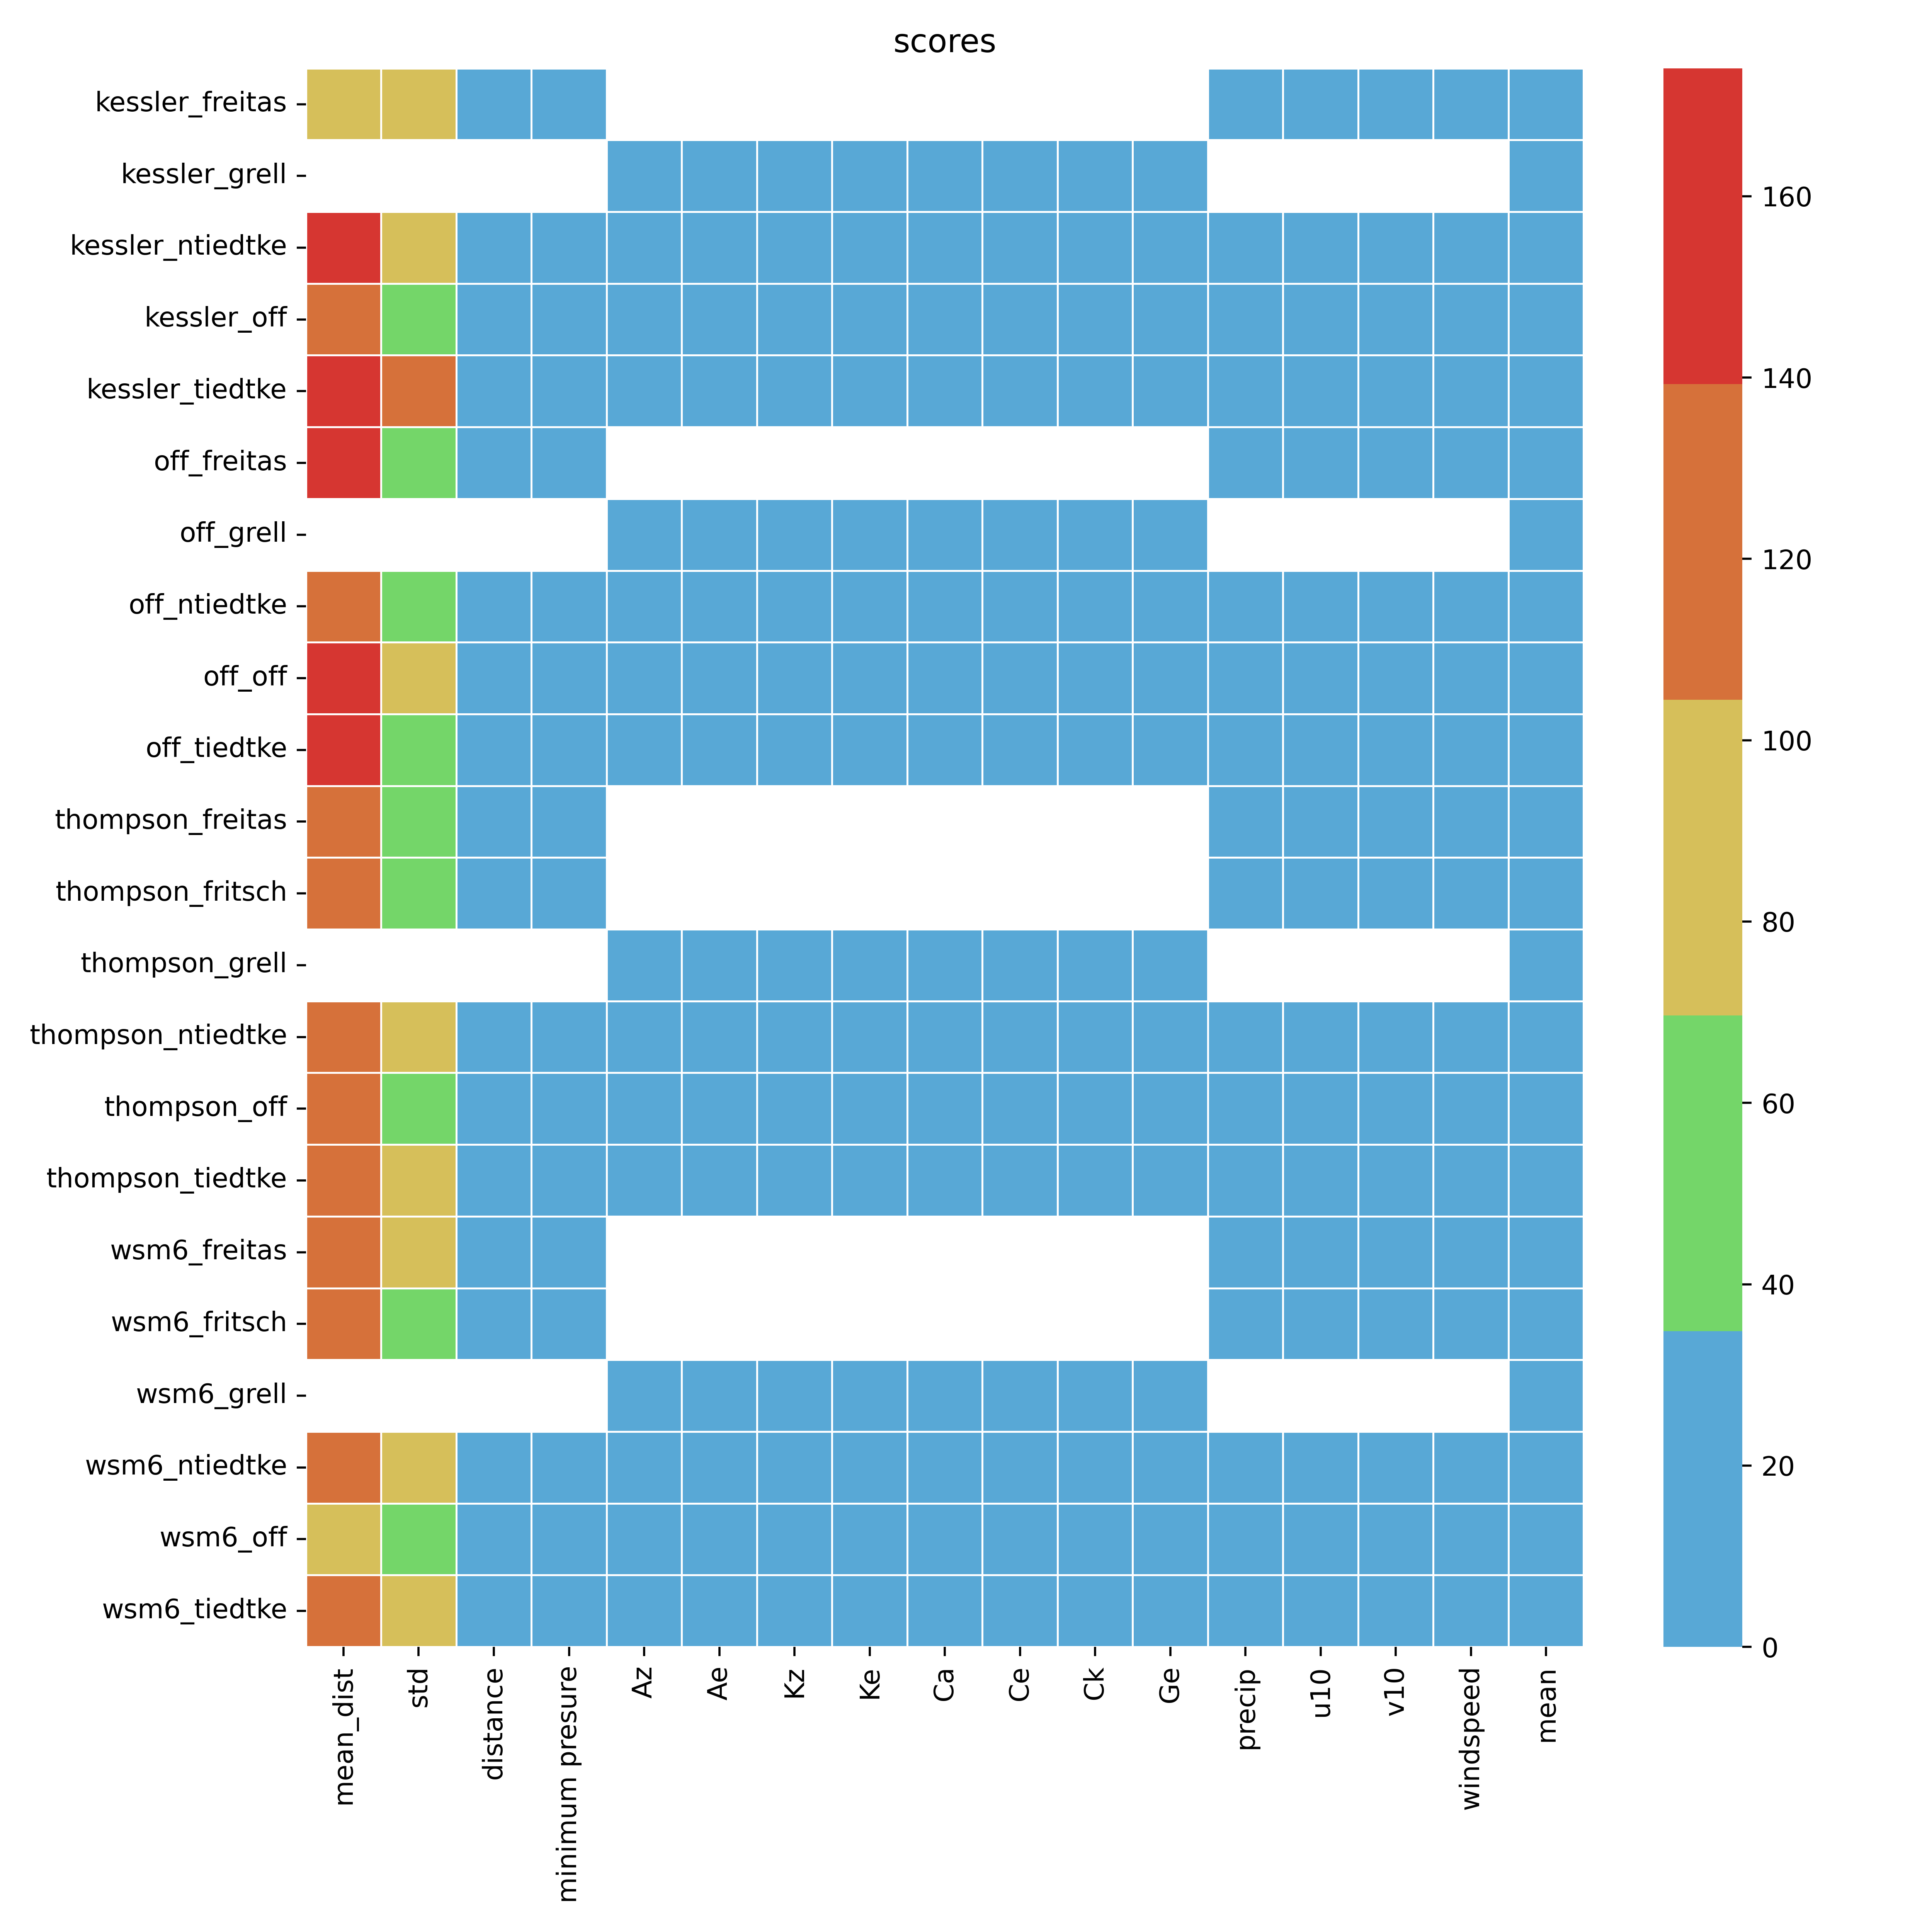 scores
kessler_freitas
kessler_grell
kessler_ntiedtke
kessler_off
kessler_tiedtke
off_freitas
off_grell
off_ntiedtke
off_off
off_tiedtke
thompson_freitas
thompson_fritsch
thompson_grell
thompson_ntiedtke
thompson_off
thompson_tiedtke
wsm6_freitas
wsm6_fritsch
wsm6_grell
wsm6_ntiedtke
wsm6_off
wsm6_tiedtke
mean_dist
std
distance
minimum presure
Az
Ae
Kz
Ke
Ca
Ce
Ck
Ge
precip
u10
v10
windspeed
mean
160
140
120
100
80
60
40
20
0